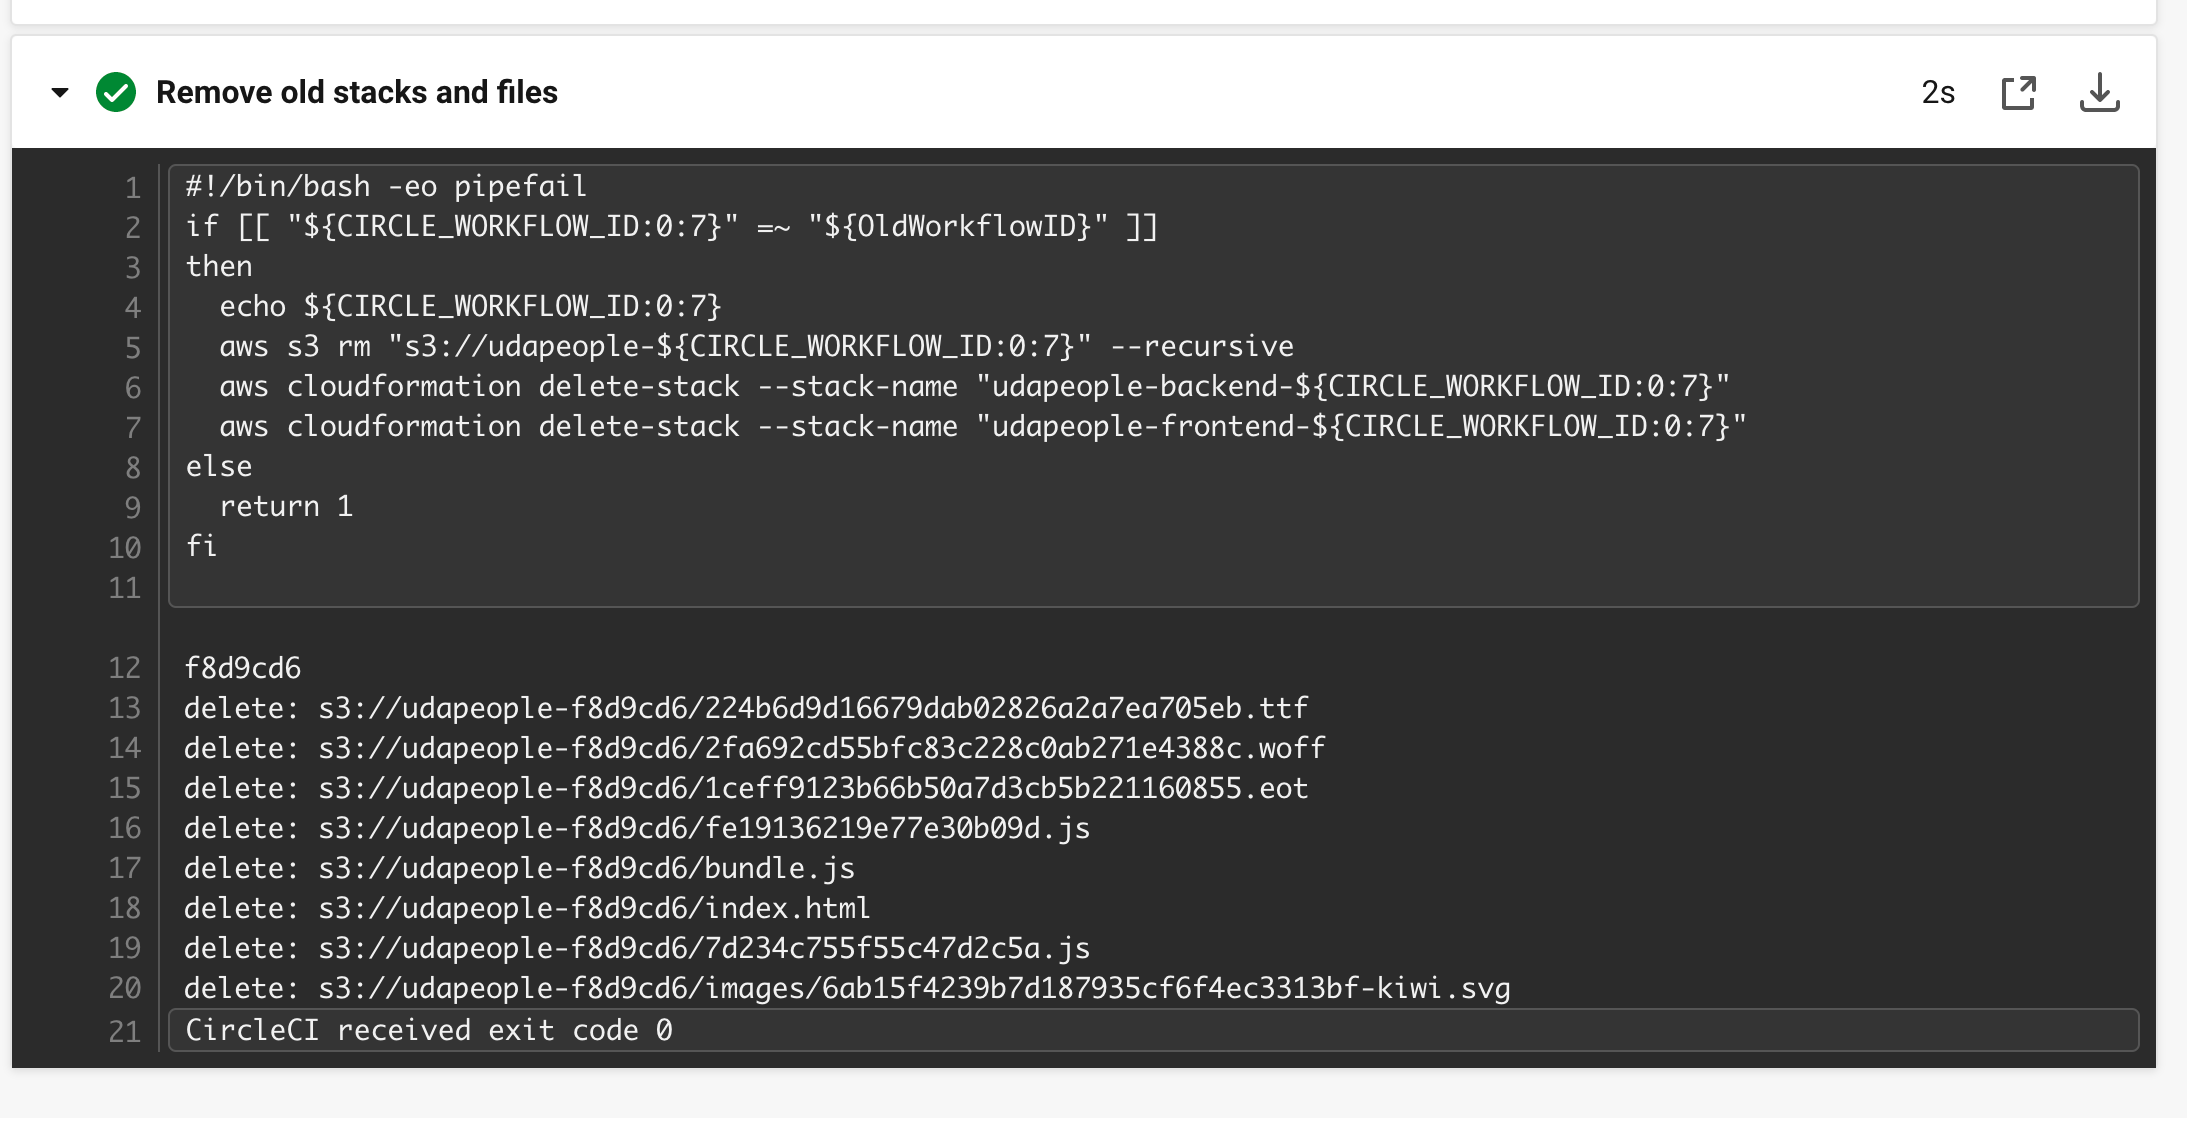 Remove old stacks and files
2s
1 #!/bin/bash -eo pipefail
2 if [[ "${CIRCLE_WORKFLOW_ID:0:7}" =~ "${OldWorkflowID}" ]]
3 then
4   echo ${CIRCLE_WORKFLOW_ID:0:7}
5   aws s3 rm "s3://udapeople-${CIRCLE_WORKFLOW_ID:0:7}" --recursive
6   aws cloudformation delete-stack --stack-name "udapeople-backend-${CIRCLE_WORKFLOW_ID:0:7}"
7   aws cloudformation delete-stack --stack-name "udapeople-frontend-${CIRCLE_WORKFLOW_ID:0:7}"
8 else
9   return 1
10 fi
11
12 f8d9cd6
13 delete: s3://udapeople-f8d9cd6/224b6d9d16679dab02826a2a7ea705eb.ttf
14 delete: s3://udapeople-f8d9cd6/2fa692cd55bfc83c228c0ab271e4388c.woff
15 delete: s3://udapeople-f8d9cd6/1ceff9123b66b50a7d3cb5b221160855.eot
16 delete: s3://udapeople-f8d9cd6/fe19136219e77e30b09d.js
17 delete: s3://udapeople-f8d9cd6/bundle.js
18 delete: s3://udapeople-f8d9cd6/index.html
19 delete: s3://udapeople-f8d9cd6/7d234c755f55c47d2c5a.js
20 delete: s3://udapeople-f8d9cd6/images/6ab15f4239b7d187935cf6f4ec3313bf-kiwi.svg
21 CircleCI received exit code 0